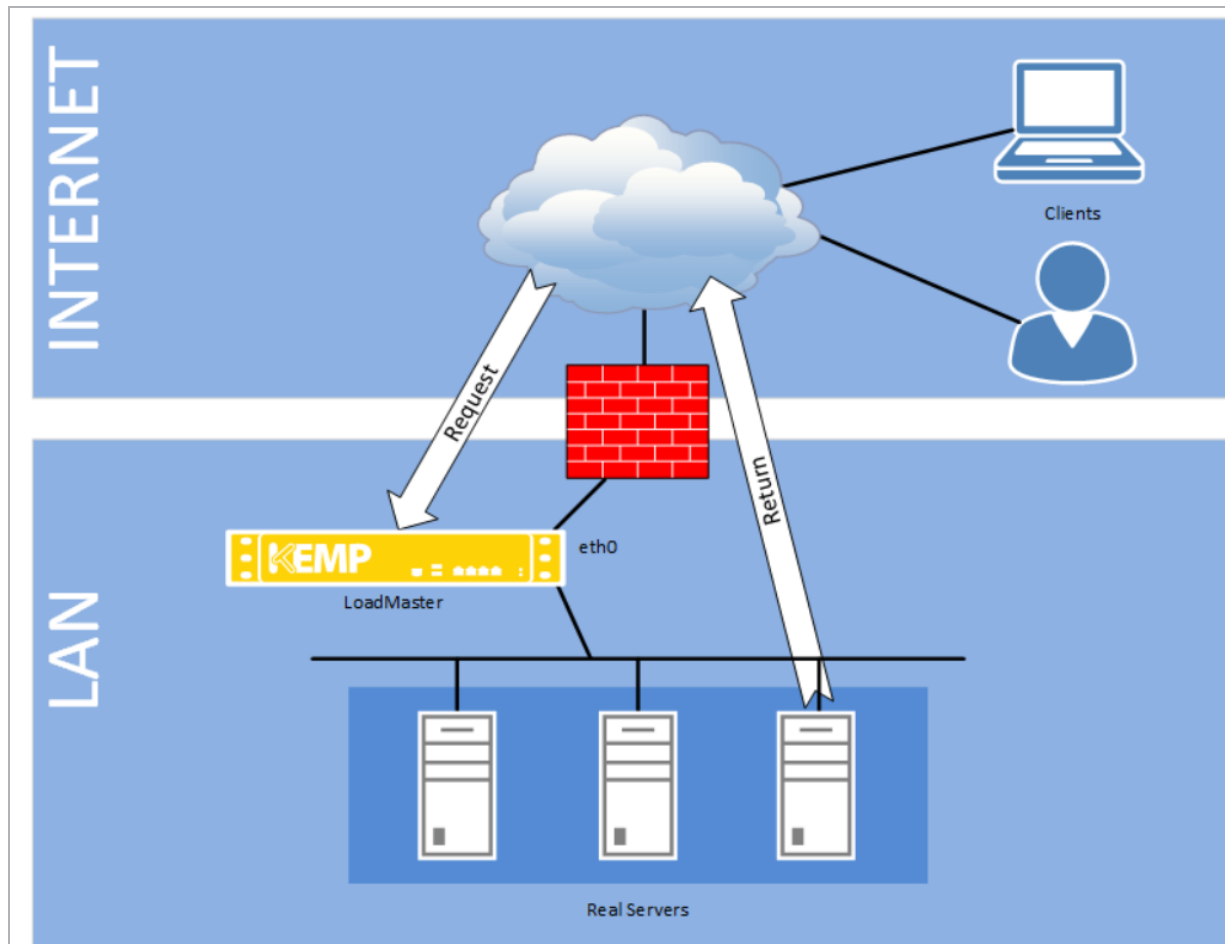 INTERNET
Clients
Request
Return
KEMP
eth0
LoadMaster
LAN
Real Servers